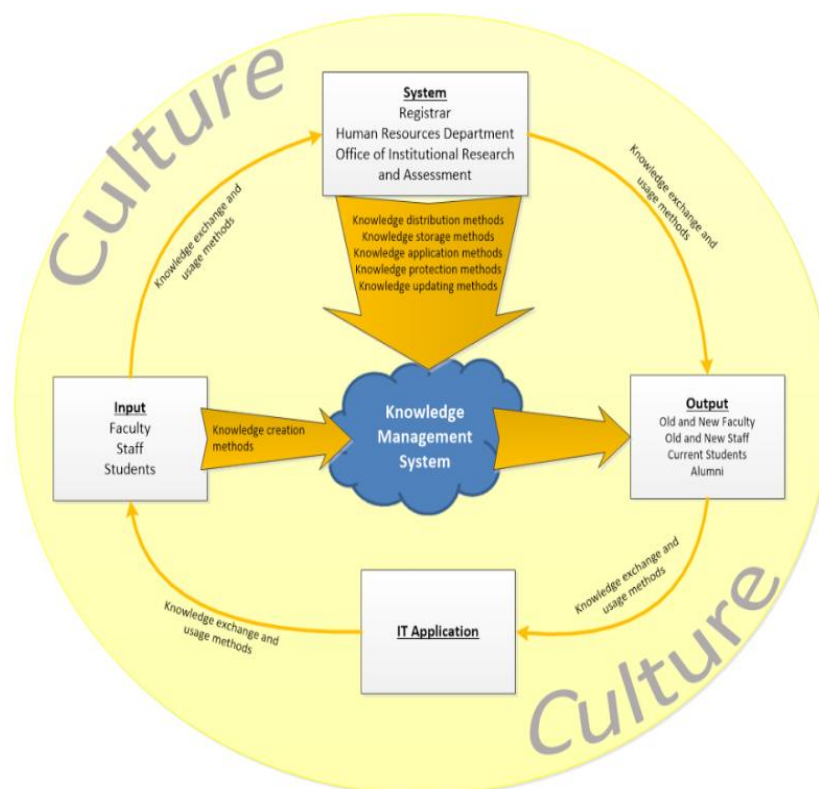 Culture
System
Registrar
Human Resources Department
Office of Institutional Research
and Assessment
Knowledge exchange and
usage methods
Knowledge exchange and
usage methods
Knowledge distribution methods
Knowledge storage methods
Knowledge application methods
Knowledge protection methods
Knowledge updating methods
Input
Faculty
Staff
Students
Knowledge creation
methods
Knowledge
Management
System
Output
Old and New Faculty
Old and New Staff
Current Students
Alumni
Knowledge exchange and
usage methods
IT Application
Knowledge exchange and
usage methods
Culture